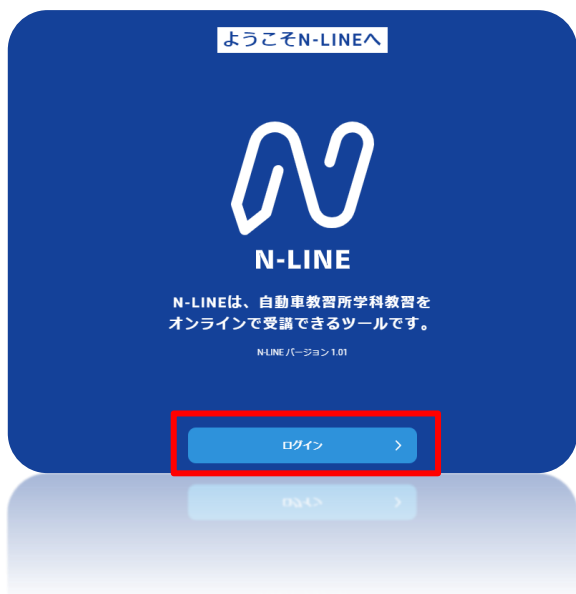 ようこそN-LINEへ
N-LINE
N-LINEは、自動車教習所学科教習を
オンラインで受講できるツールです。
N-LINE バージョン 1.01
ログイン